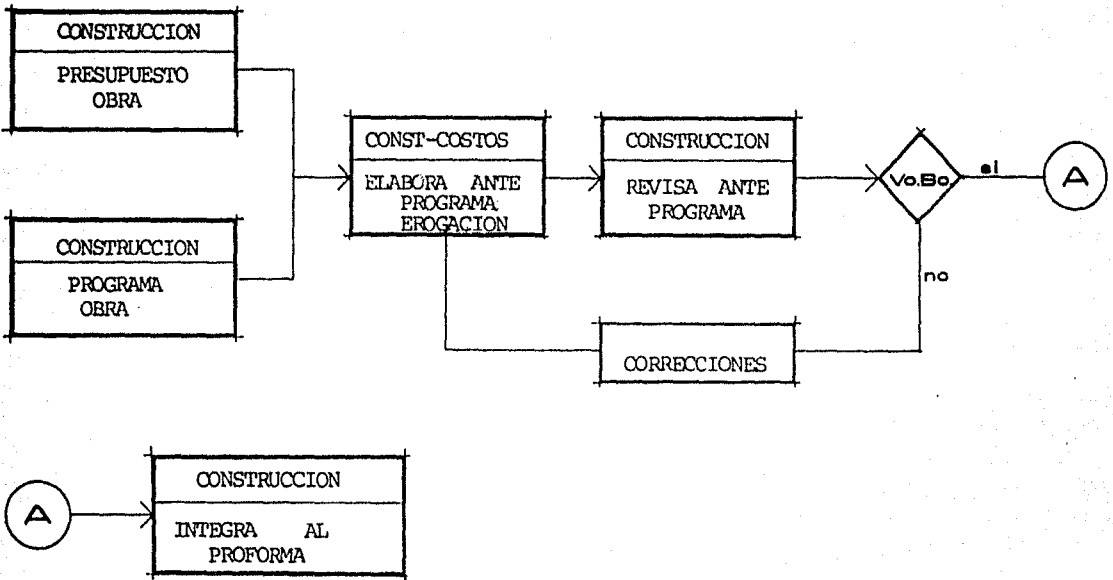 CONSTRUCCION
PRESUPUESTO
OBRA
CONSTRUCCION
PROGRAMA
OBRA
CONST-COSTOS
ELABORA ANTE
PROGRAMA
EROGACION
CONSTRUCCION
REVISA ANTE
PROGRAMA
Vo.Bo.
si
A
no
CORRECCIONES
A
CONSTRUCCION
INTEGRA AL
PROFORMA